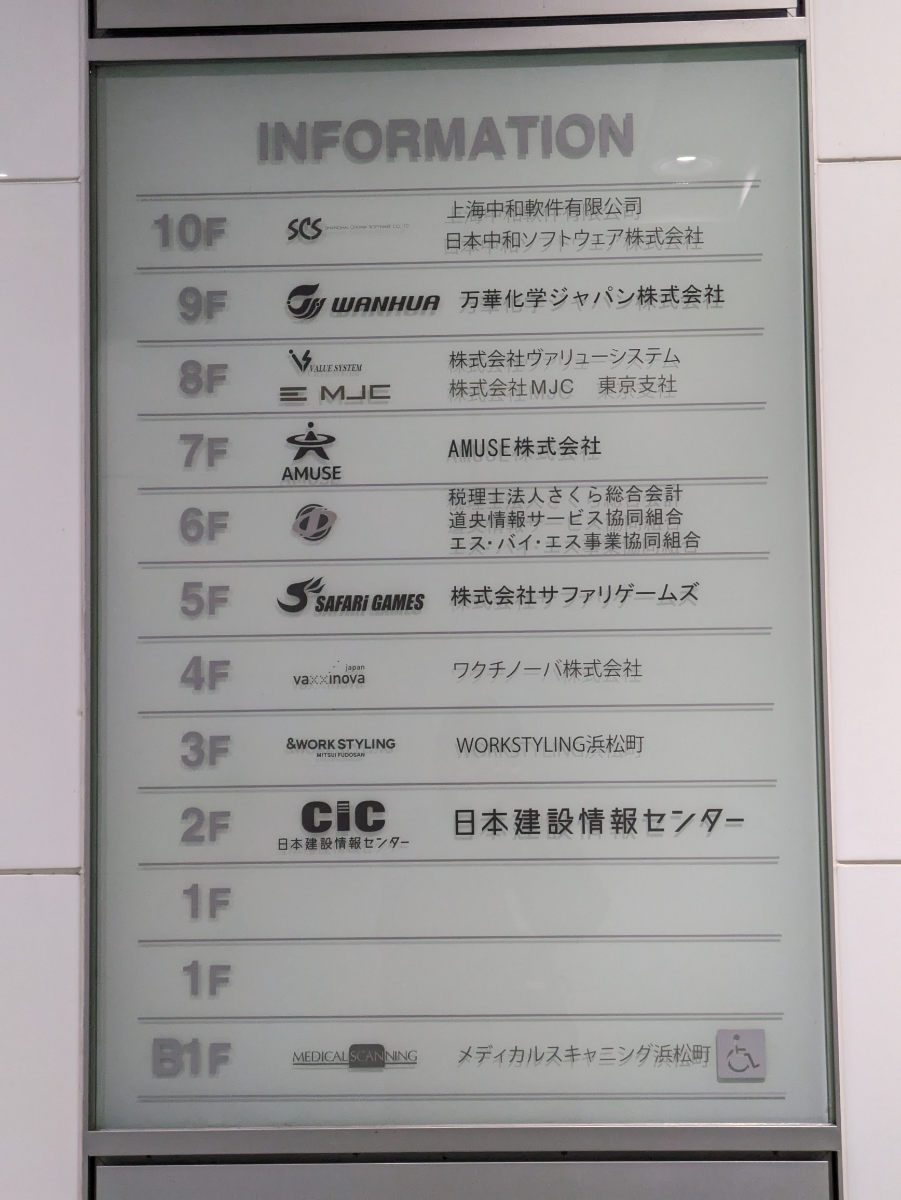 INFORMATION
10F SCS 上海中和軟件有限公司
日本中和ソフトウェア株式会社
9F WANHUA 万華化学ジャパン株式会社
8F VALUE SYSTEM 株式会社ヴァリューシステム
MJC 株式会社MJC 東京支社
7F AMUSE AMUSE株式会社
6F 税理士法人さくら総合会計
道央情報サービス協同組合
エス・バイ・エス事業協同組合
5F SAFARi GAMES 株式会社サファリゲームズ
4F japan
vaxxinova ワクチノーバ株式会社
3F &WORK STYLING WORKSTYLING浜松町
MITSUI FUDOSAN
2F CIC 日本建設情報センター
日本建設情報センター
1F
1F
B1F MEDICAL SCANNING メディカルスキャニング浜松町